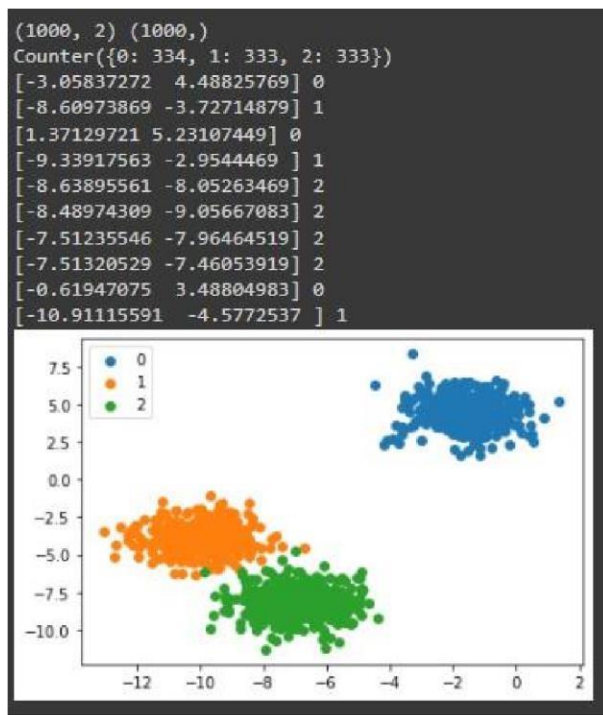 (1000, 2) (1000,)
Counter({0: 334, 1: 333, 2: 333})
[-3.05837272  4.48825769] 0
[-8.60973869 -3.72714879] 1
[1.37129721 5.23107449] 0
[-9.33917563 -2.9544469 ] 1
[-8.63895561 -8.05263469] 2
[-8.48974309 -9.05667083] 2
[-7.51235546 -7.96464519] 2
[-7.51320529 -7.46053919] 2
[-0.61947075  3.48804983] 0
[-10.91115591  -4.5772537 ] 1
0
1
2
7.5
5.0
2.5
0.0
−2.5
−5.0
−7.5
−10.0
−12 −10 −8 −6 −4 −2 0 2